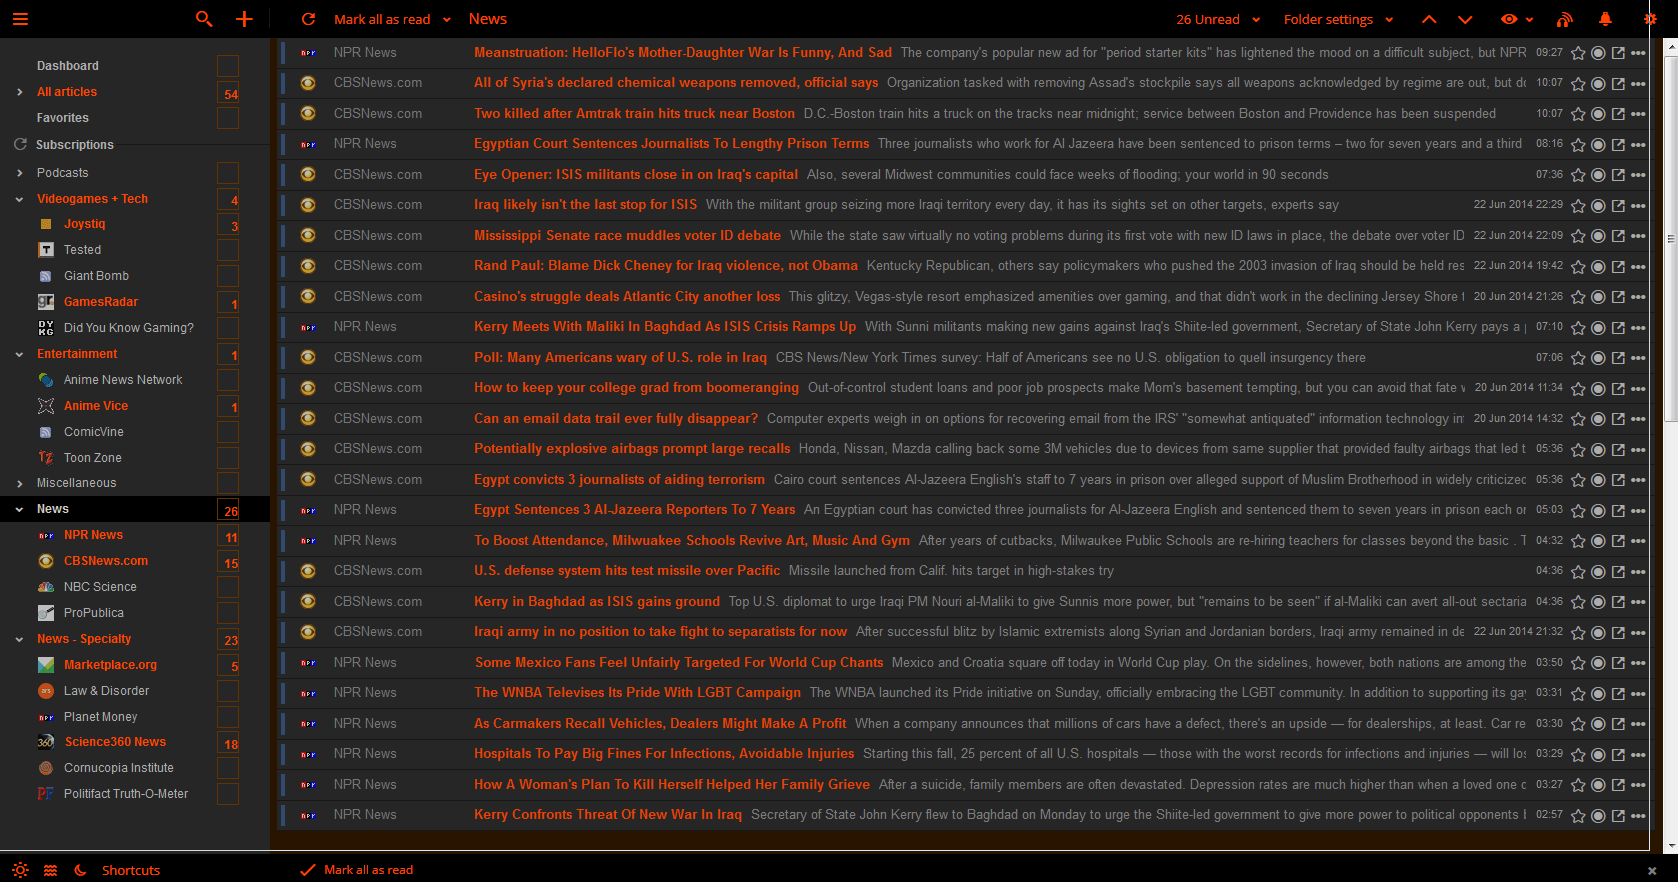 Mark all as read
News
26 Unread
Folder settings
Dashboard
All articles 54
Favorites
Subscriptions
Podcasts
Videogames + Tech 4
Joystiq 3
Tested
Giant Bomb
GamesRadar 1
Did You Know Gaming?
Entertainment 1
Anime News Network
Anime Vice 1
ComicVine
Toon Zone
Miscellaneous
News 26
NPR News 11
CBSNews.com 15
NBC Science
ProPublica
News - Specialty 23
Marketplace.org 5
Law & Disorder
Planet Money
Science360 News 18
Cornucopia Institute
Politifact Truth-O-Meter
NPR News Meanstruation: HelloFlo's Mother-Daughter War Is Funny, And Sad The company's popular new ad for "period starter kits" has lightened the mood on a difficult subject, but NPR 09:27
CBSNews.com All of Syria's declared chemical weapons removed, official says Organization tasked with removing Assad's stockpile says all weapons acknowledged by regime are out, but do 10:07
CBSNews.com Two killed after Amtrak train hits truck near Boston D.C.-Boston train hits a truck on the tracks near midnight; service between Boston and Providence has been suspended 10:07
NPR News Egyptian Court Sentences Journalists To Lengthy Prison Terms Three journalists who work for Al Jazeera have been sentenced to prison terms – two for seven years and a third 08:16
CBSNews.com Eye Opener: ISIS militants close in on Iraq's capital Also, several Midwest communities could face weeks of flooding; your world in 90 seconds 07:36
CBSNews.com Iraq likely isn't the last stop for ISIS With the militant group seizing more Iraqi territory every day, it has its sights set on other targets, experts say 22 Jun 2014 22:29
CBSNews.com Mississippi Senate race muddles voter ID debate While the state saw virtually no voting problems during its first vote with new ID laws in place, the debate over voter ID 22 Jun 2014 22:09
CBSNews.com Rand Paul: Blame Dick Cheney for Iraq violence, not Obama Kentucky Republican, others say policymakers who pushed the 2003 invasion of Iraq should be held res 22 Jun 2014 19:42
CBSNews.com Casino's struggle deals Atlantic City another loss This glitzy, Vegas-style resort emphasized amenities over gaming, and that didn't work in the declining Jersey Shore 20 Jun 2014 21:26
NPR News Kerry Meets With Maliki In Baghdad As ISIS Crisis Ramps Up With Sunni militants making new gains against Iraq's Shiite-led government, Secretary of State John Kerry pays a 07:10
CBSNews.com Poll: Many Americans wary of U.S. role in Iraq CBS News/New York Times survey: Half of Americans see no U.S. obligation to quell insurgency there 07:06
CBSNews.com How to keep your college grad from boomeranging Out-of-control student loans and poor job prospects make Mom's basement tempting, but you can avoid that fate 20 Jun 2014 11:34
CBSNews.com Can an email data trail ever fully disappear? Computer experts weigh in on options for recovering email from the IRS' "somewhat antiquated" information technology 20 Jun 2014 14:32
CBSNews.com Potentially explosive airbags prompt large recalls Honda, Nissan, Mazda calling back some 3M vehicles due to devices from same supplier that provided faulty airbags that led t 05:36
CBSNews.com Egypt convicts 3 journalists of aiding terrorism Cairo court sentences Al-Jazeera English's staff to 7 years in prison over alleged support of Muslim Brotherhood in widely criticized 05:36
NPR News Egypt Sentences 3 Al-Jazeera Reporters To 7 Years An Egyptian court has convicted three journalists for Al-Jazeera English and sentenced them to seven years in prison each or 05:03
NPR News To Boost Attendance, Milwuakee Schools Revive Art, Music And Gym After years of cutbacks, Milwaukee Public Schools are re-hiring teachers for classes beyond the basic . T 04:32
CBSNews.com U.S. defense system hits test missile over Pacific Missile launched from Calif. hits target in high-stakes try 04:36
CBSNews.com Kerry in Baghdad as ISIS gains ground Top U.S. diplomat to urge Iraqi PM Nouri al-Maliki to give Sunnis more power, but "remains to be seen" if al-Maliki can avert all-out sectaria 04:36
CBSNews.com Iraqi army in no position to take fight to separatists for now After successful blitz by Islamic extremists along Syrian and Jordanian borders, Iraqi army remained in de 22 Jun 2014 21:32
NPR News Some Mexico Fans Feel Unfairly Targeted For World Cup Chants Mexico and Croatia square off today in World Cup play. On the sidelines, however, both nations are among the 03:50
NPR News The WNBA Televises Its Pride With LGBT Campaign The WNBA launched its Pride initiative on Sunday, officially embracing the LGBT community. In addition to supporting its gay 03:31
NPR News As Carmakers Recall Vehicles, Dealers Might Make A Profit When a company announces that millions of cars have a defect, there's an upside — for dealerships, at least. Car re 03:30
NPR News Hospitals To Pay Big Fines For Infections, Avoidable Injuries Starting this fall, 25 percent of all U.S. hospitals — those with the worst records for infections and injuries — will los 03:29
NPR News How A Woman's Plan To Kill Herself Helped Her Family Grieve After a suicide, family members are often devastated. Depression rates are much higher than when a loved one 03:27
NPR News Kerry Confronts Threat Of New War In Iraq Secretary of State John Kerry flew to Baghdad on Monday to urge the Shiite-led government to give more power to political opponents 02:57
Shortcuts
Mark all as read